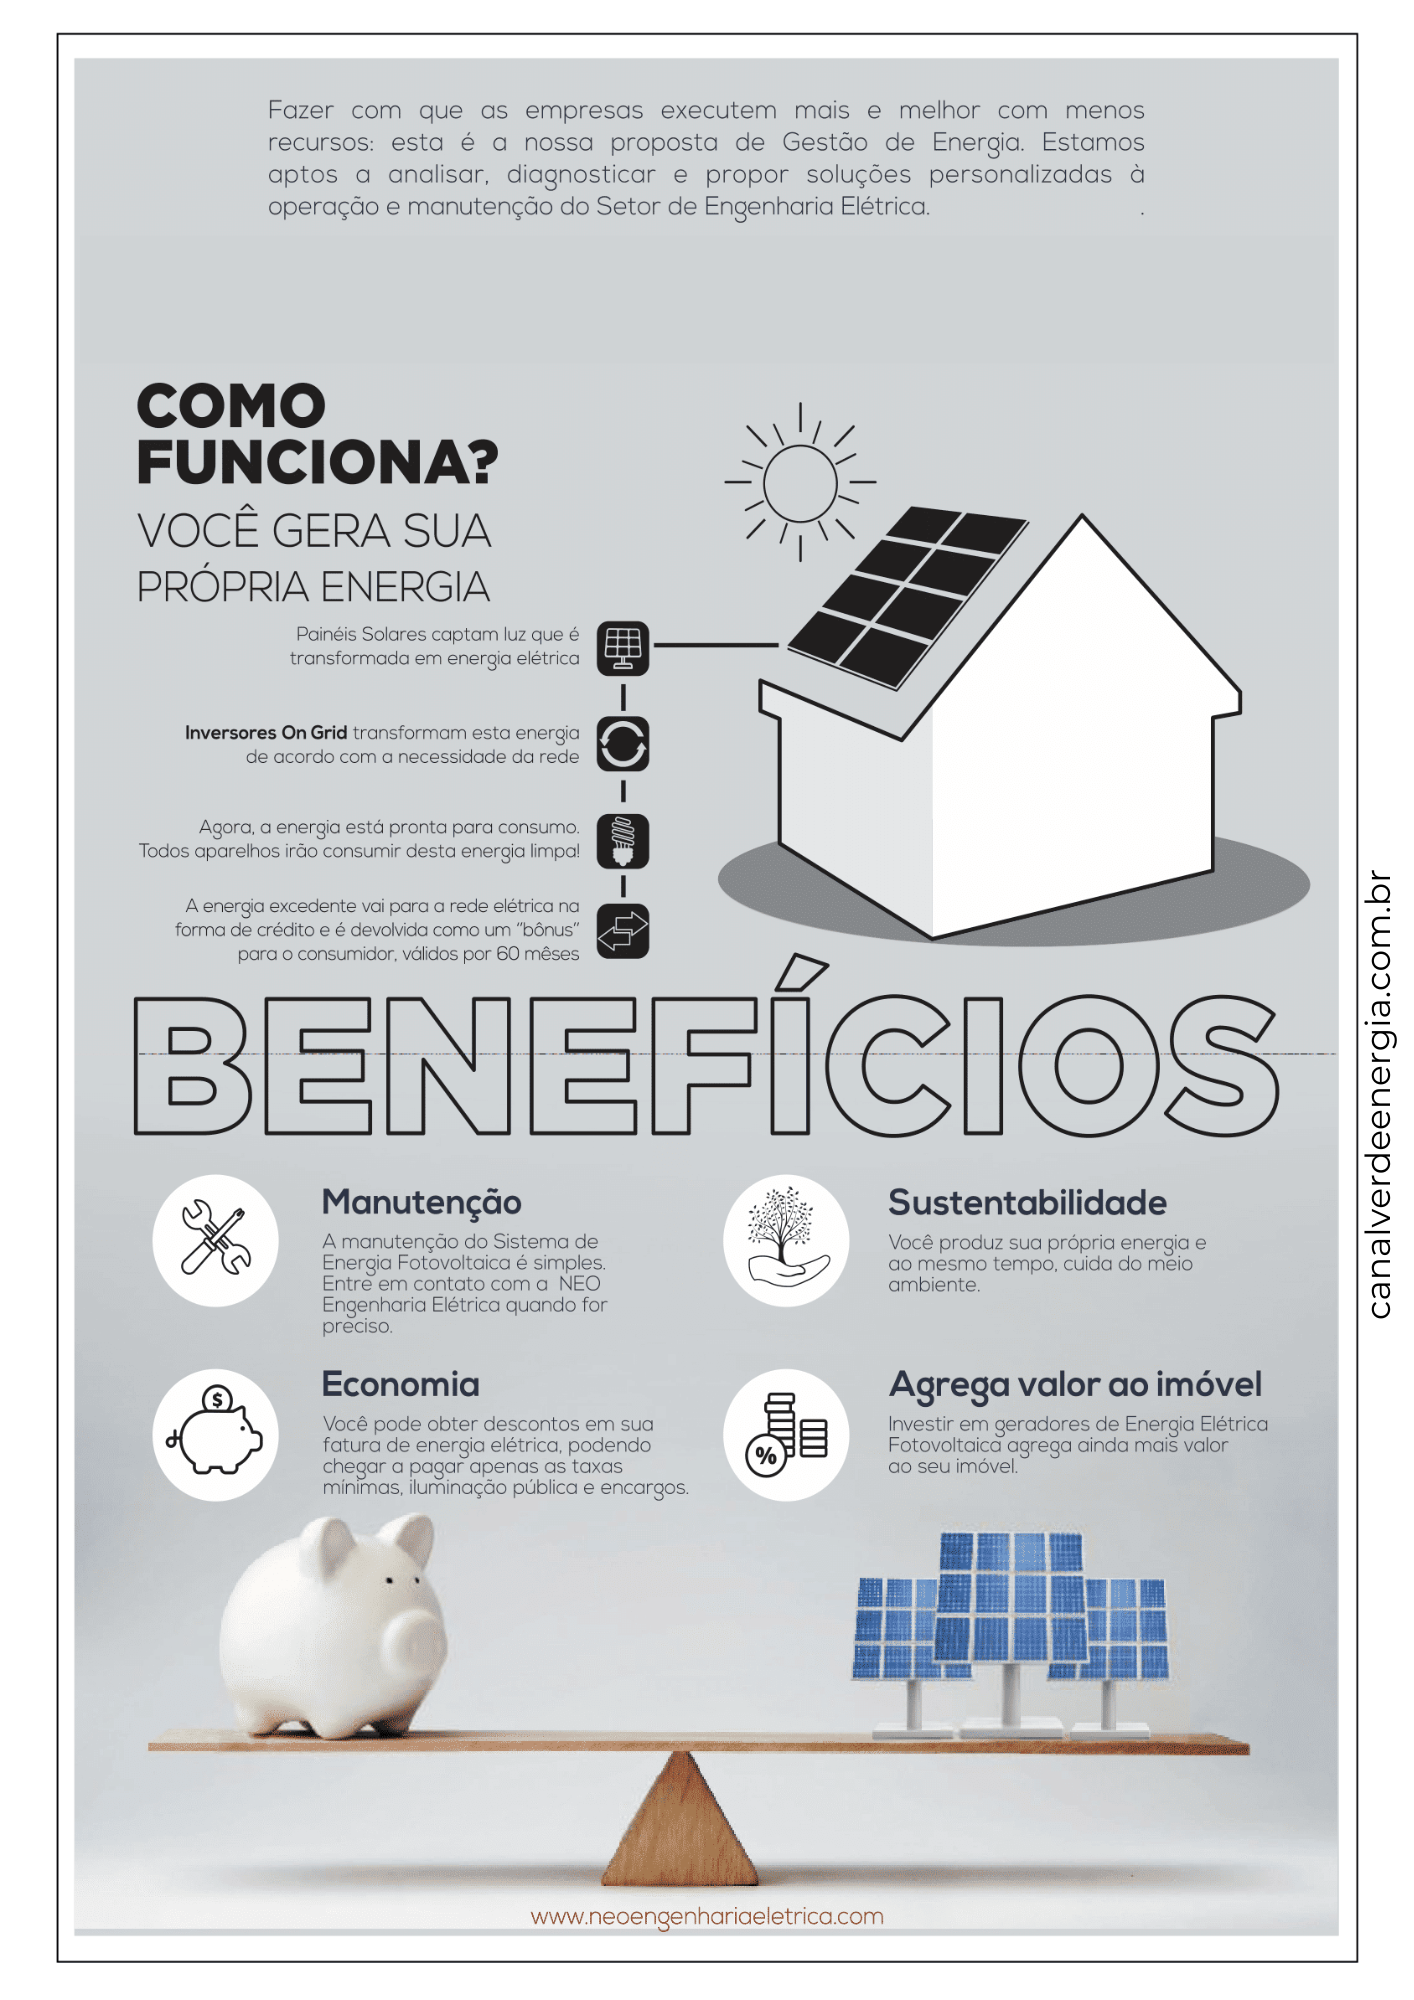 Fazer com que as empresas executem mais e melhor com menos
recursos: esta é a nossa proposta de Gestão de Energia. Estamos
aptos a analisar, diagnosticar e propor soluções personalizadas à
operação e manutenção do Setor de Engenharia Elétrica. .
COMO
FUNCIONA?
VOCÊ GERA SUA
PRÓPRIA ENERGIA
Painéis Solares captam luz que é
transformada em energia elétrica
Inversores On Grid transformam esta energia
de acordo com a necessidade da rede
Agora, a energia está pronta para consumo.
Todos aparelhos irão consumir desta energia limpa!
A energia excedente vai para a rede elétrica na
forma de crédito e é devolvida como um "bônus"
para o consumidor, válidos por 60 mêses
BENEFÍCIOS
Manutenção
A manutenção do Sistema de
Energia Fotovoltaica é simples.
Entre em contato com a NEO
Engenharia Elétrica quando for
preciso.
Sustentabilidade
Você produz sua própria energia e
ao mesmo tempo, cuida do meio
ambiente.
$
Economia
Você pode obter descontos em sua
fatura de energia elétrica, podendo
chegar a pagar apenas as taxas
mínimas, iluminação pública e encargos.
%
Agrega valor ao imóvel
Investir em geradores de Energia Elétrica
Fotovoltaica agrega ainda mais valor
ao seu imóvel.
www.neoengenhariaeletrica.com
canalverdeenergia.com.br